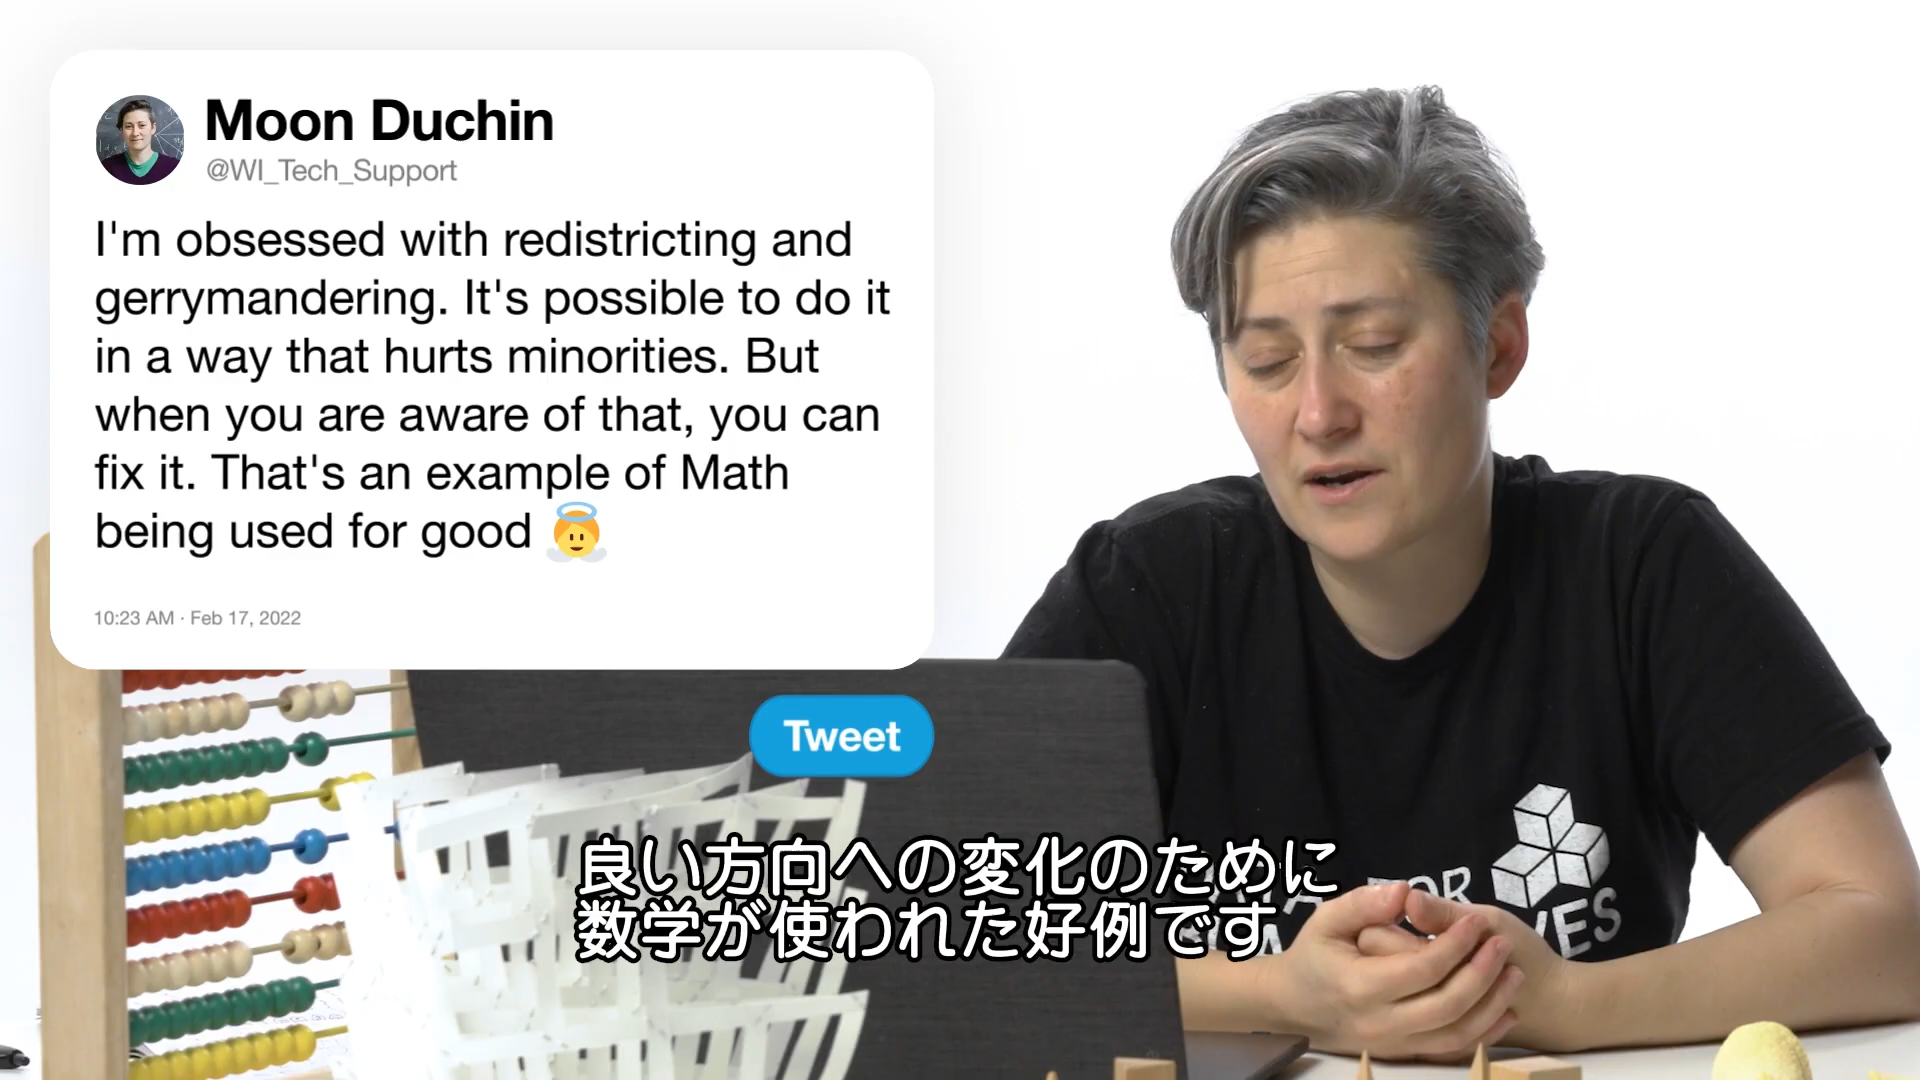 Moon Duchin
@WI_Tech_Support
I'm obsessed with redistricting and
gerrymandering. It's possible to do it
in a way that hurts minorities. But
when you are aware of that, you can
fix it. That's an example of Math
being used for good 👼
10:23 AM · Feb 17, 2022
Tweet
良い方向への変化のために
数学が使われた好例です